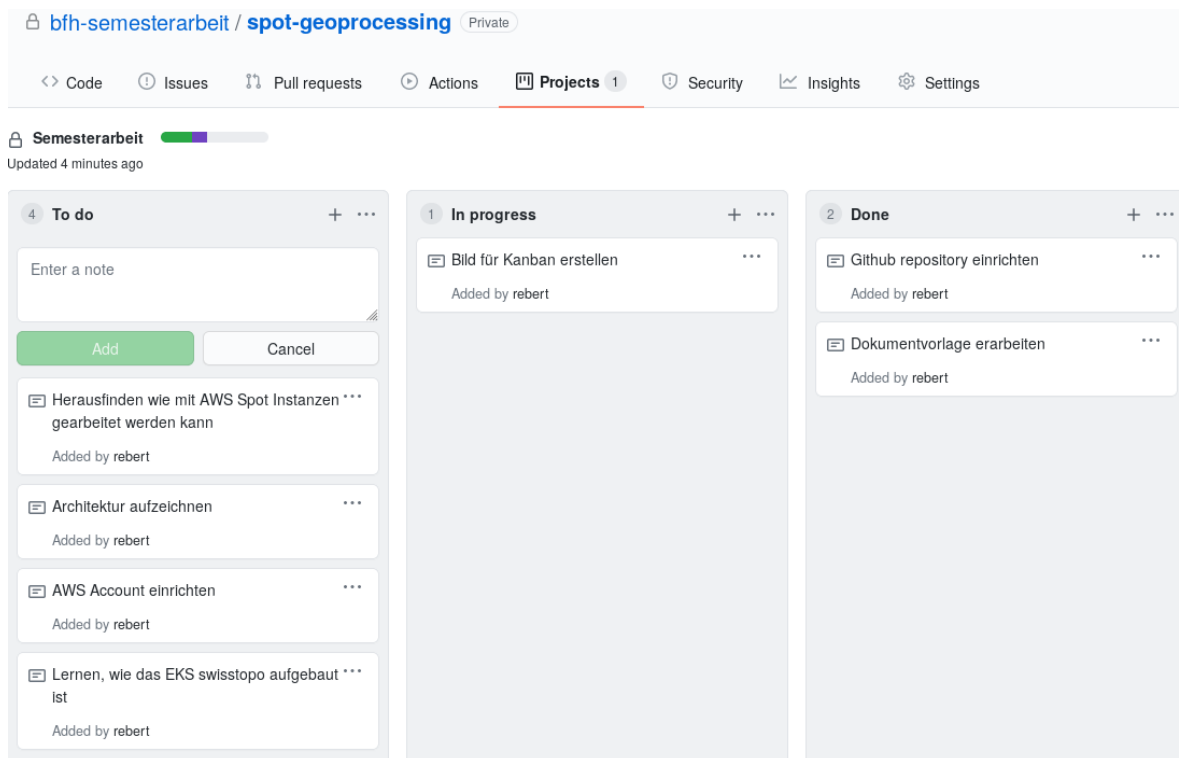 bfh-semesterarbeit / spot-geoprocessing Private
Code Issues Pull requests Actions Projects 1 Security Insights Settings
Semesterarbeit
Updated 4 minutes ago
4 To do
Enter a note
Add Cancel
Herausfinden wie mit AWS Spot Instanzen
gearbeitet werden kann
Added by rebert
Architektur aufzeichnen
Added by rebert
AWS Account einrichten
Added by rebert
Lernen, wie das EKS swisstopo aufgebaut
ist
Added by rebert
1 In progress
Bild für Kanban erstellen
Added by rebert
2 Done
Github repository einrichten
Added by rebert
Dokumentvorlage erarbeiten
Added by rebert